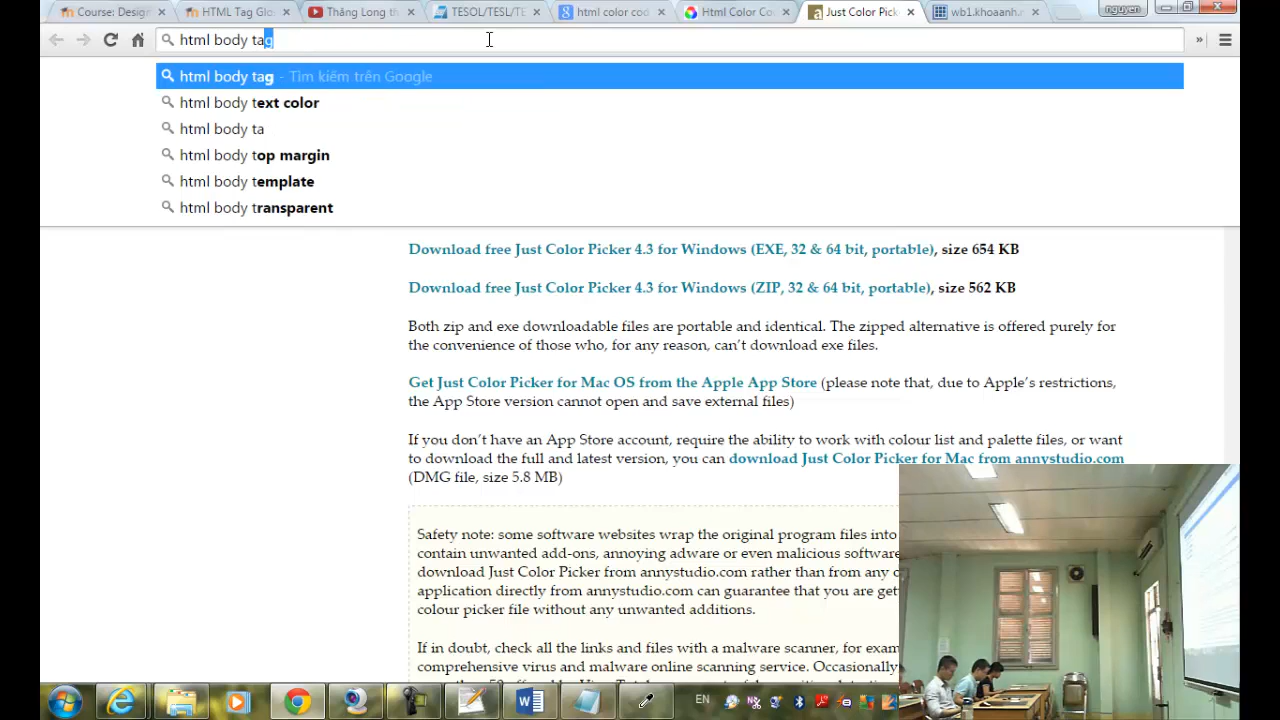 Course: Design
HTML Tag Glo
Thăng Long th
TESOL/TESL/TE
html color cod
Html Color Co
Just Color Pick
wb1.khoaanh.
nguyen
html body tag
html body tag - Tìm kiếm trên Google
html body text color
html body ta
html body top margin
html body template
html body transparent
Download free Just Color Picker 4.3 for Windows (EXE, 32 & 64 bit, portable), size 654 KB
Download free Just Color Picker 4.3 for Windows (ZIP, 32 & 64 bit, portable), size 562 KB
Both zip and exe downloadable files are portable and identical. The zipped alternative is offered purely for
the convenience of those who, for any reason, can't download exe files.
Get Just Color Picker for Mac OS from the Apple App Store (please note that, due to Apple's restrictions,
the App Store version cannot open and save external files)
If you don't have an App Store account, require the ability to work with colour list and palette files, or want
to download the full and latest version, you can download Just Color Picker for Mac from annystudio.com
(DMG file, size 5.8 MB)
Safety note: some software websites wrap the original program files into
contain unwanted add-ons, annoying adware or even malicious software
download Just Color Picker from annystudio.com rather than from any o
application directly from annystudio.com can guarantee that you are get
colour picker file without any unwanted additions.
If in doubt, check all the links and files with a malware scanner, for exam
comprehensive virus and malware online scanning service. Occasionally
EN